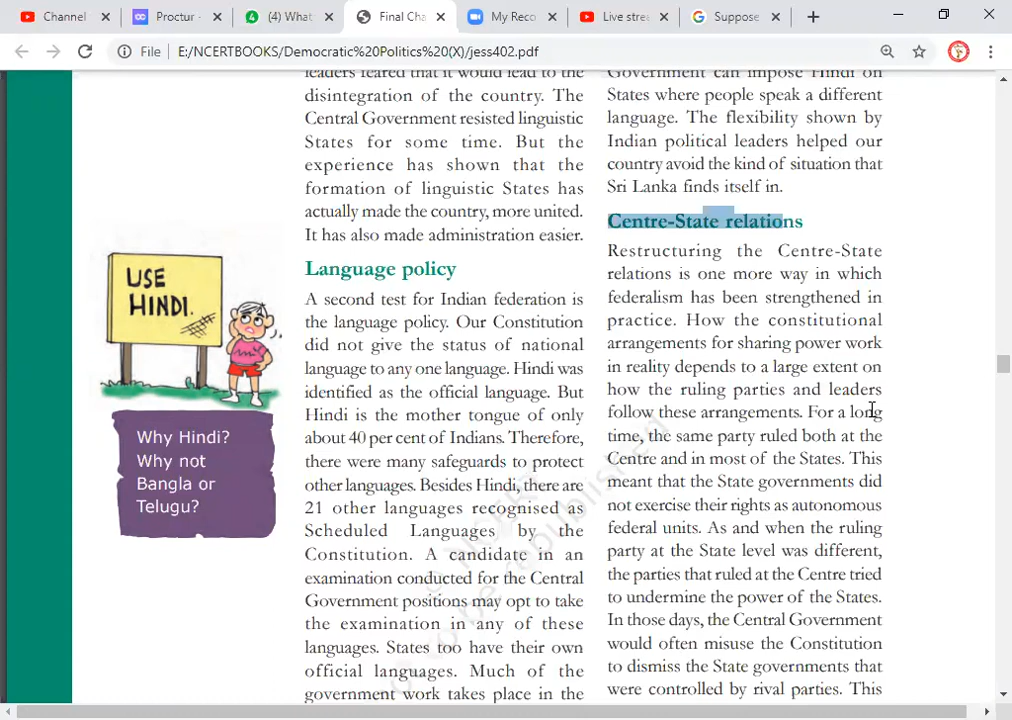 Channel
Proctur -
(4) What
Final Cha
My Reco
Live stre
Suppose
File
E:/NCERTBOOKS/Democratic%20Politics%20(X)/jess402.pdf
leaders feared that it would lead to the
disintegration of the country. The
Central Government resisted linguistic
States for some time. But the
experience has shown that the
formation of linguistic States has
actually made the country, more united.
It has also made administration easier.
Language policy
A second test for Indian federation is
the language policy. Our Constitution
did not give the status of national
language to any one language. Hindi was
identified as the official language. But
Hindi is the mother tongue of only
about 40 per cent of Indians. Therefore,
there were many safeguards to protect
other languages. Besides Hindi, there are
21 other languages recognised as
Scheduled Languages by the
Constitution. A candidate in an
examination conducted for the Central
Government positions may opt to take
the examination in any of these
languages. States too have their own
official languages. Much of the
government work takes place in the
USE
HINDI.
Why Hindi?
Why not
Bangla or
Telugu?
Government can impose Hindi on
States where people speak a different
language. The flexibility shown by
Indian political leaders helped our
country avoid the kind of situation that
Sri Lanka finds itself in.
Centre-State relations
Restructuring the Centre-State
relations is one more way in which
federalism has been strengthened in
practice. How the constitutional
arrangements for sharing power work
in reality depends to a large extent on
how the ruling parties and leaders
follow these arrangements. For a long
time, the same party ruled both at the
Centre and in most of the States. This
meant that the State governments did
not exercise their rights as autonomous
federal units. As and when the ruling
party at the State level was different,
the parties that ruled at the Centre tried
to undermine the power of the States.
In those days, the Central Government
would often misuse the Constitution
to dismiss the State governments that
were controlled by rival parties. This